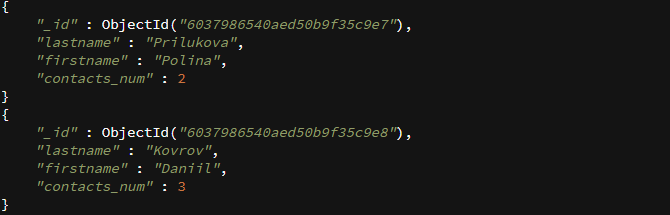 {
"_id" : ObjectId("6037986540aed50b9f35c9e7"),
"lastname" : "Prilukova",
"firstname" : "Polina",
"contacts_num" : 2
}
{
"_id" : ObjectId("6037986540aed50b9f35c9e8"),
"lastname" : "Kovrov",
"firstname" : "Daniil",
"contacts_num" : 3
}